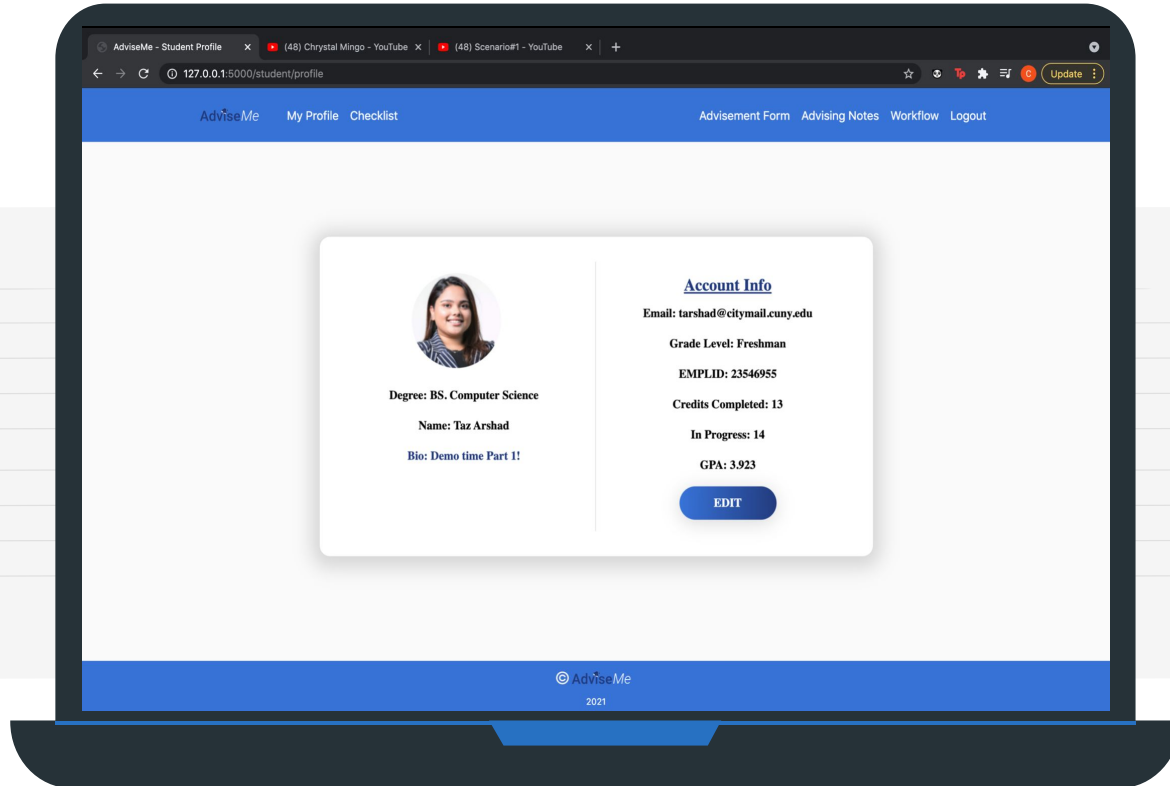 AdviseMe - Student Profile
(48) Chrystal Mingo - YouTube
(48) Scenario#1 - YouTube
127.0.0.1:5000/student/profile
Tp
C
Update
AdviseMe
My Profile
Checklist
Advisement Form
Advising Notes
Workflow
Logout
Degree: BS. Computer Science
Name: Taz Arshad
Bio: Demo time Part 1!
Account Info
Email: tarshad@citymail.cuny.edu
Grade Level: Freshman
EMPLID: 23546955
Credits Completed: 13
In Progress: 14
GPA: 3.923
EDIT
© AdviseMe
2021